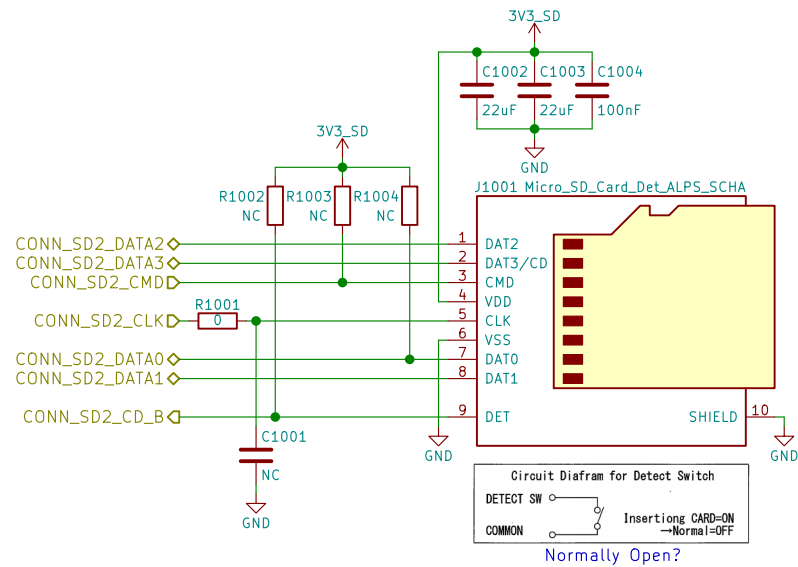 3V3_SD
C1002 C1003 C1004
22uF 22uF 100nF
GND
3V3_SD
R1002 R1003 R1004
NC NC NC
J1001 Micro_SD_Card_Det_ALPS_SCHA
CONN_SD2_DATA2 1 DAT2
CONN_SD2_DATA3 2 DAT3/CD
CONN_SD2_CMD 3 CMD
4 VDD
R1001
CONN_SD2_CLK 0 5 CLK
6 VSS
CONN_SD2_DATA0 7 DAT0
CONN_SD2_DATA1 8 DAT1
CONN_SD2_CD_B 9 DET SHIELD 10
C1001
NC
GND
GND
GND
Circuit Diafram for Detect Switch
DETECT SW
COMMON
Insertiong CARD=ON
→Normal=OFF
Normally Open?